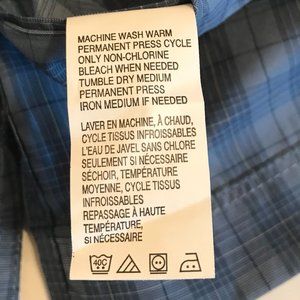 MACHINE WASH WARM
PERMANENT PRESS CYCLE
ONLY NON-CHLORINE
BLEACH WHEN NEEDED
TUMBLE DRY MEDIUM
PERMANENT PRESS
IRON MEDIUM IF NEEDED
LAVER EN MACHINE, À CHAUD,
CYCLE TISSUS INFROISSABLES
L'EAU DE JAVEL SANS CHLORE
SEULEMENT SI NÉCESSAIRE
SÉCHOIR, TEMPÉRATURE
MOYENNE, CYCLE TISSUS
INFROISSABLES
REPASSAGE À HAUTE
TEMPÉRATURE,
SI NÉCESSAIRE
40C